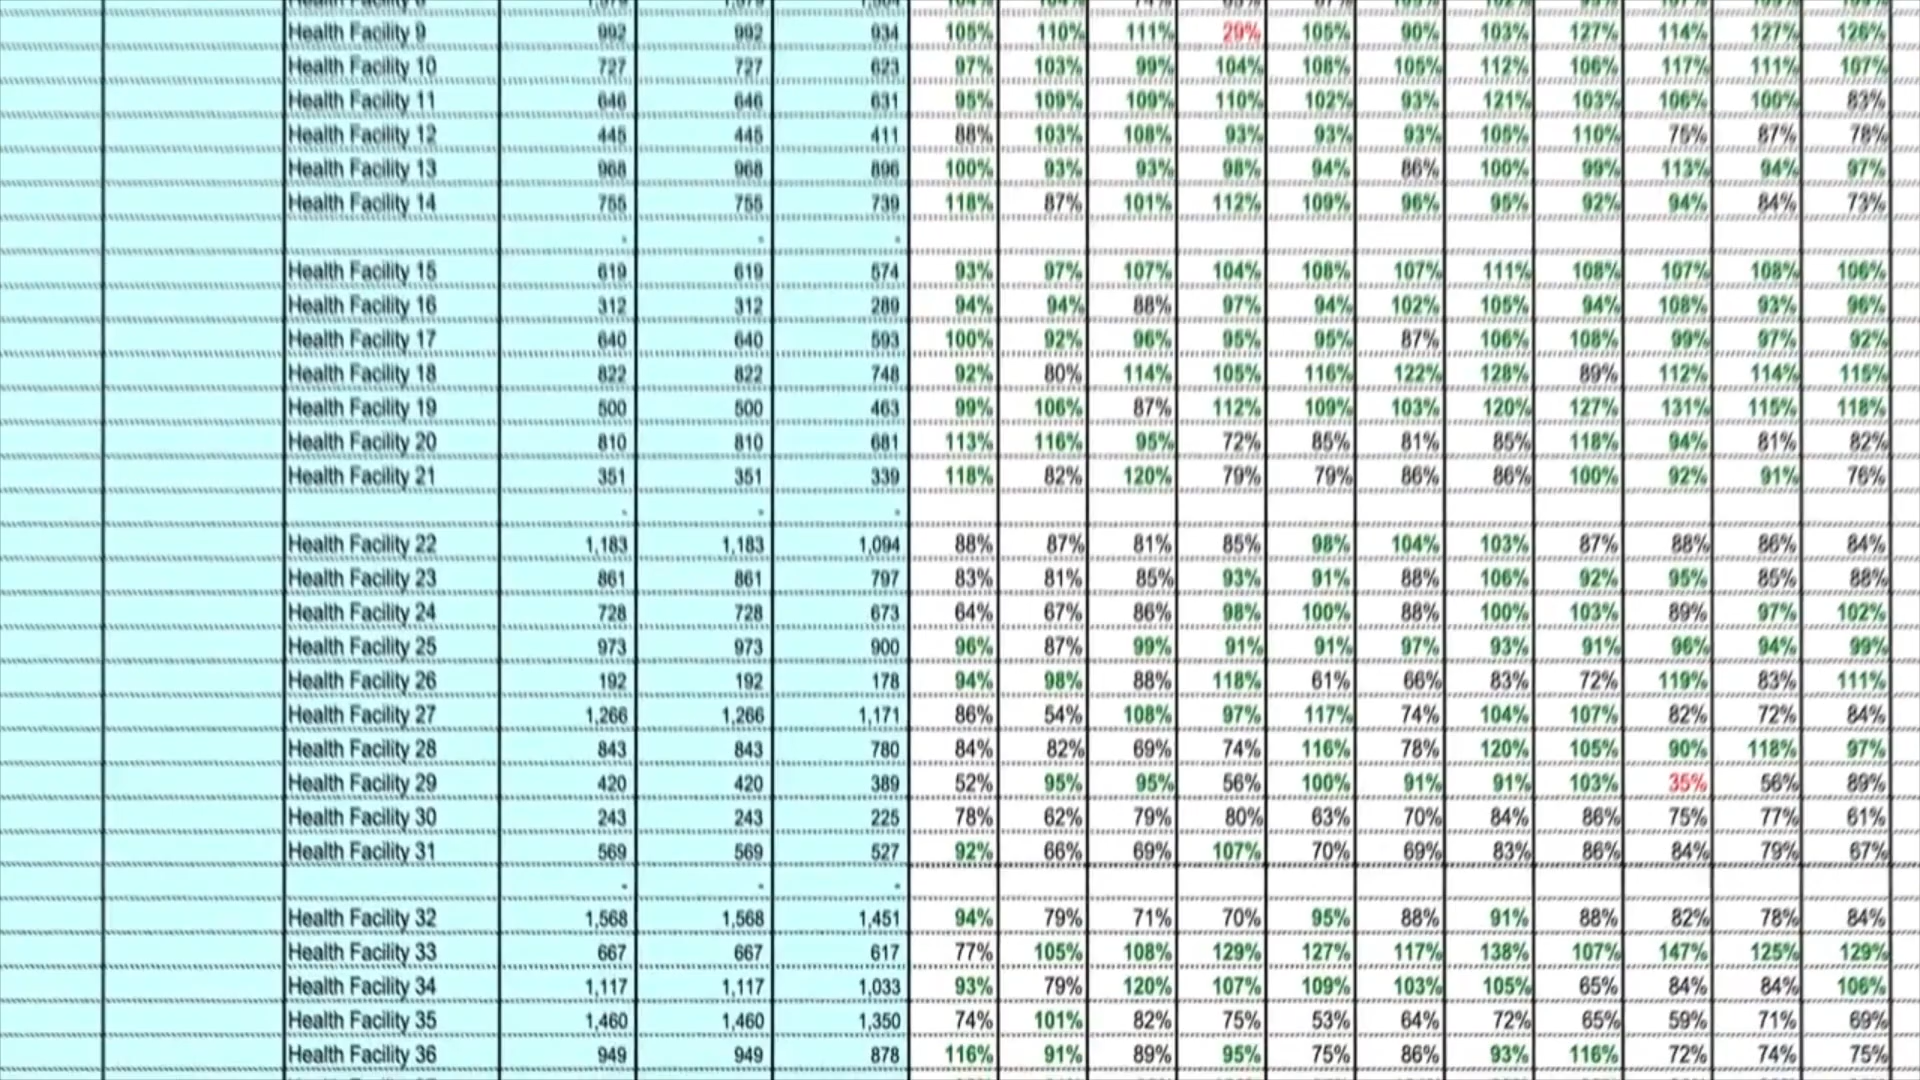 Health Facility 9 992 992 934 105% 110% 111% 29% 105% 90% 103% 127% 114% 127% 126%
Health Facility 10 727 727 623 97% 103% 99% 104% 108% 105% 112% 106% 117% 111% 107%
Health Facility 11 646 646 631 95% 109% 109% 110% 102% 93% 121% 103% 106% 100% 83%
Health Facility 12 445 445 411 88% 103% 108% 93% 93% 93% 105% 110% 75% 87% 78%
Health Facility 13 968 968 896 100% 93% 93% 98% 94% 86% 100% 99% 113% 94% 97%
Health Facility 14 755 755 739 118% 87% 101% 112% 109% 96% 95% 92% 94% 84% 73%
- - -
Health Facility 15 619 619 574 93% 97% 107% 104% 108% 107% 111% 108% 107% 108% 106%
Health Facility 16 312 312 289 94% 94% 88% 97% 94% 102% 105% 94% 108% 93% 96%
Health Facility 17 640 640 593 100% 92% 96% 95% 95% 87% 106% 108% 99% 97% 92%
Health Facility 18 822 822 748 92% 80% 114% 105% 116% 122% 128% 89% 112% 114% 115%
Health Facility 19 500 500 463 99% 106% 87% 112% 109% 103% 120% 127% 131% 115% 118%
Health Facility 20 810 810 681 113% 116% 95% 72% 85% 81% 85% 118% 94% 81% 82%
Health Facility 21 351 351 339 118% 82% 120% 79% 79% 86% 86% 100% 92% 91% 76%
- - -
Health Facility 22 1,183 1,183 1,094 88% 87% 81% 85% 98% 104% 103% 87% 88% 86% 84%
Health Facility 23 861 861 797 83% 81% 85% 93% 91% 88% 106% 92% 95% 85% 88%
Health Facility 24 728 728 673 64% 67% 86% 98% 100% 88% 100% 103% 89% 97% 102%
Health Facility 25 973 973 900 96% 87% 99% 91% 91% 97% 93% 91% 96% 94% 99%
Health Facility 26 192 192 178 94% 98% 88% 118% 61% 66% 83% 72% 119% 83% 111%
Health Facility 27 1,266 1,266 1,171 86% 54% 108% 97% 117% 74% 104% 107% 82% 72% 84%
Health Facility 28 843 843 780 84% 82% 69% 74% 116% 78% 120% 105% 90% 118% 97%
Health Facility 29 420 420 389 52% 95% 95% 56% 100% 91% 91% 103% 35% 56% 89%
Health Facility 30 243 243 225 78% 62% 79% 80% 63% 70% 84% 86% 75% 77% 61%
Health Facility 31 569 569 527 92% 66% 69% 107% 70% 69% 83% 86% 84% 79% 67%
- - -
Health Facility 32 1,568 1,568 1,451 94% 79% 71% 70% 95% 88% 91% 88% 82% 78% 84%
Health Facility 33 667 667 617 77% 105% 108% 129% 127% 117% 138% 107% 147% 125% 129%
Health Facility 34 1,117 1,117 1,033 93% 79% 120% 107% 109% 103% 105% 65% 84% 84% 106%
Health Facility 35 1,460 1,460 1,350 74% 101% 82% 75% 53% 64% 72% 65% 59% 71% 69%
Health Facility 36 949 949 878 116% 91% 89% 95% 75% 86% 93% 116% 72% 74% 75%